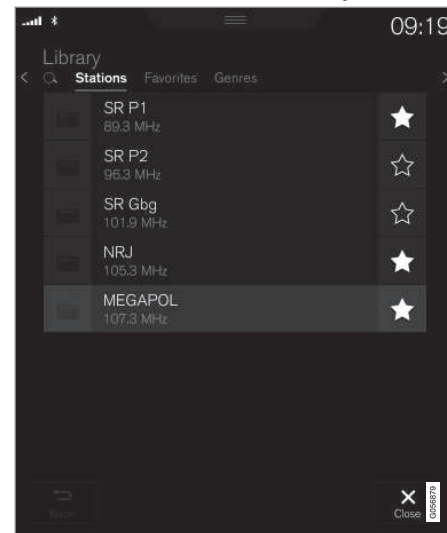 09:19
Library
Stations Favorites Genres
SR P1
89.3 MHz
SR P2
96.3 MHz
SR Gbg
101.9 MHz
NRJ
105.3 MHz
MEGAPOL
107.3 MHz
Back
Close
G056879